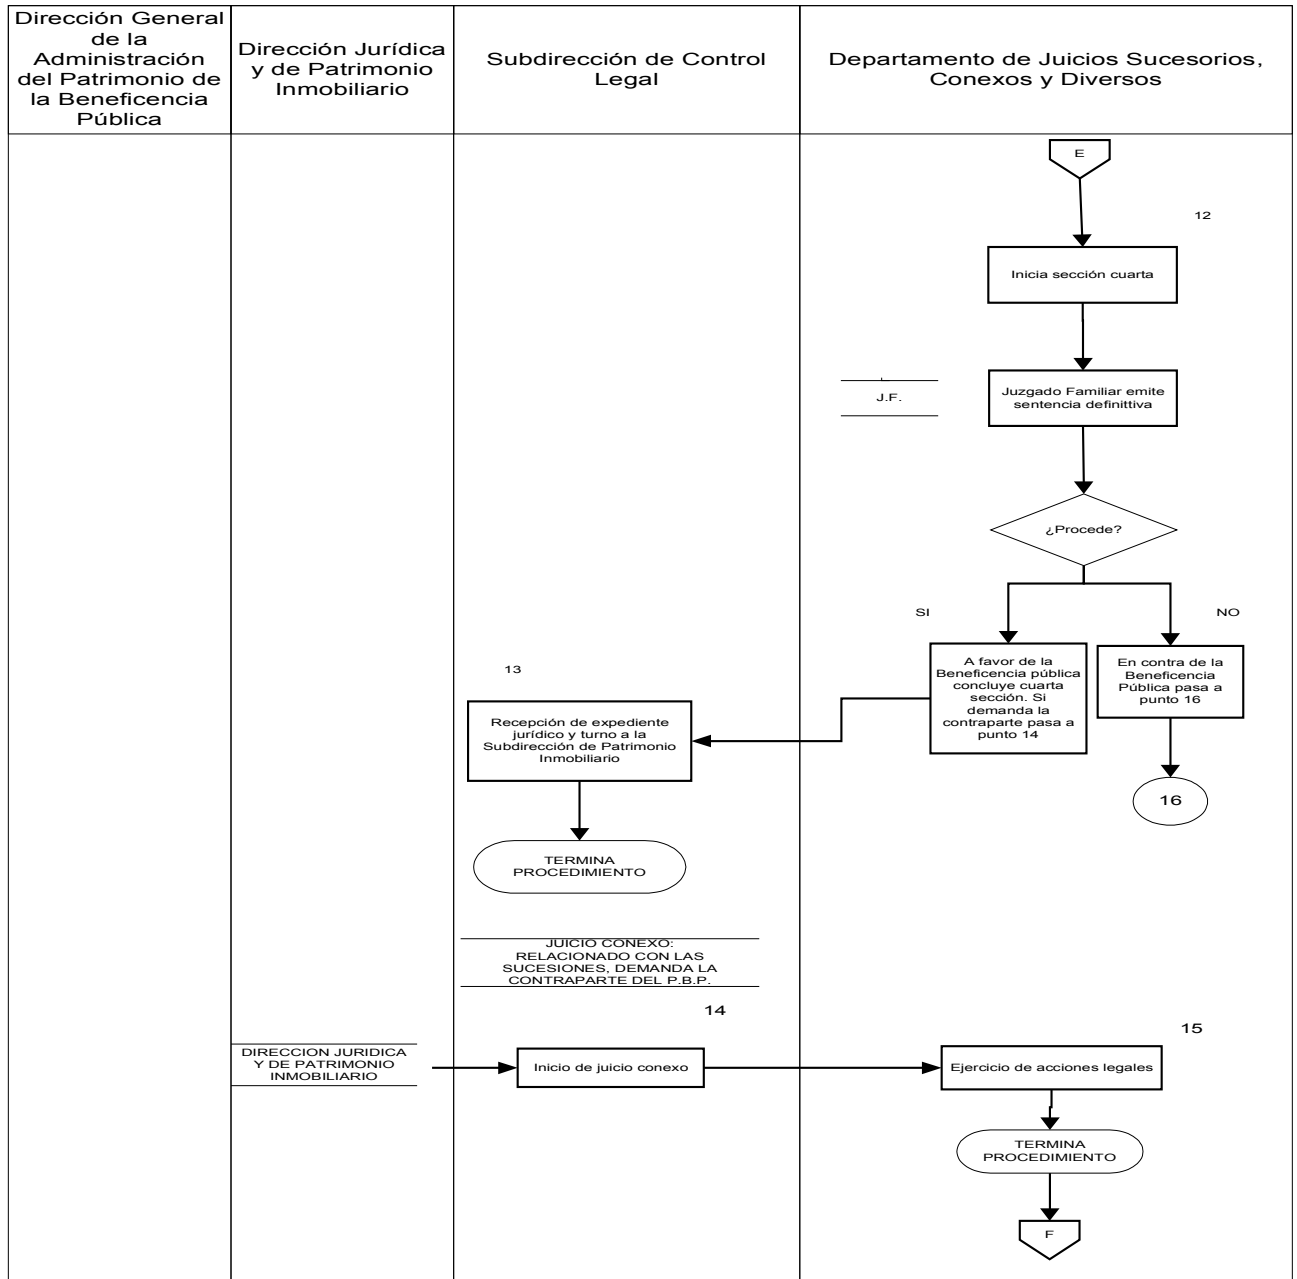 Dirección General
de la
Administración
del Patrimonio de
la Beneficencia
Pública
Dirección Jurídica
y de Patrimonio
Inmobiliario
Subdirección de Control
Legal
Departamento de Juicios Sucesorios,
Conexos y Diversos
E
12
Inicia sección cuarta
J.F.
Juzgado Familiar emite
sentencia definittiva
¿Procede?
SI
NO
A favor de la
Beneficencia pública
concluye cuarta
sección. Si
demanda la
contraparte pasa a
punto 14
En contra de la
Beneficencia
Pública pasa a
punto 16
16
13
Recepción de expediente
jurídico y turno a la
Subdirección de Patrimonio
Inmobiliario
TERMINA
PROCEDIMIENTO
JUICIO CONEXO:
RELACIONADO CON LAS
SUCESIONES, DEMANDA LA
CONTRAPARTE DEL P.B.P.
14
DIRECCION JURIDICA
Y DE PATRIMONIO
INMOBILIARIO
Inicio de juicio conexo
15
Ejercicio de acciones legales
TERMINA
PROCEDIMIENTO
F